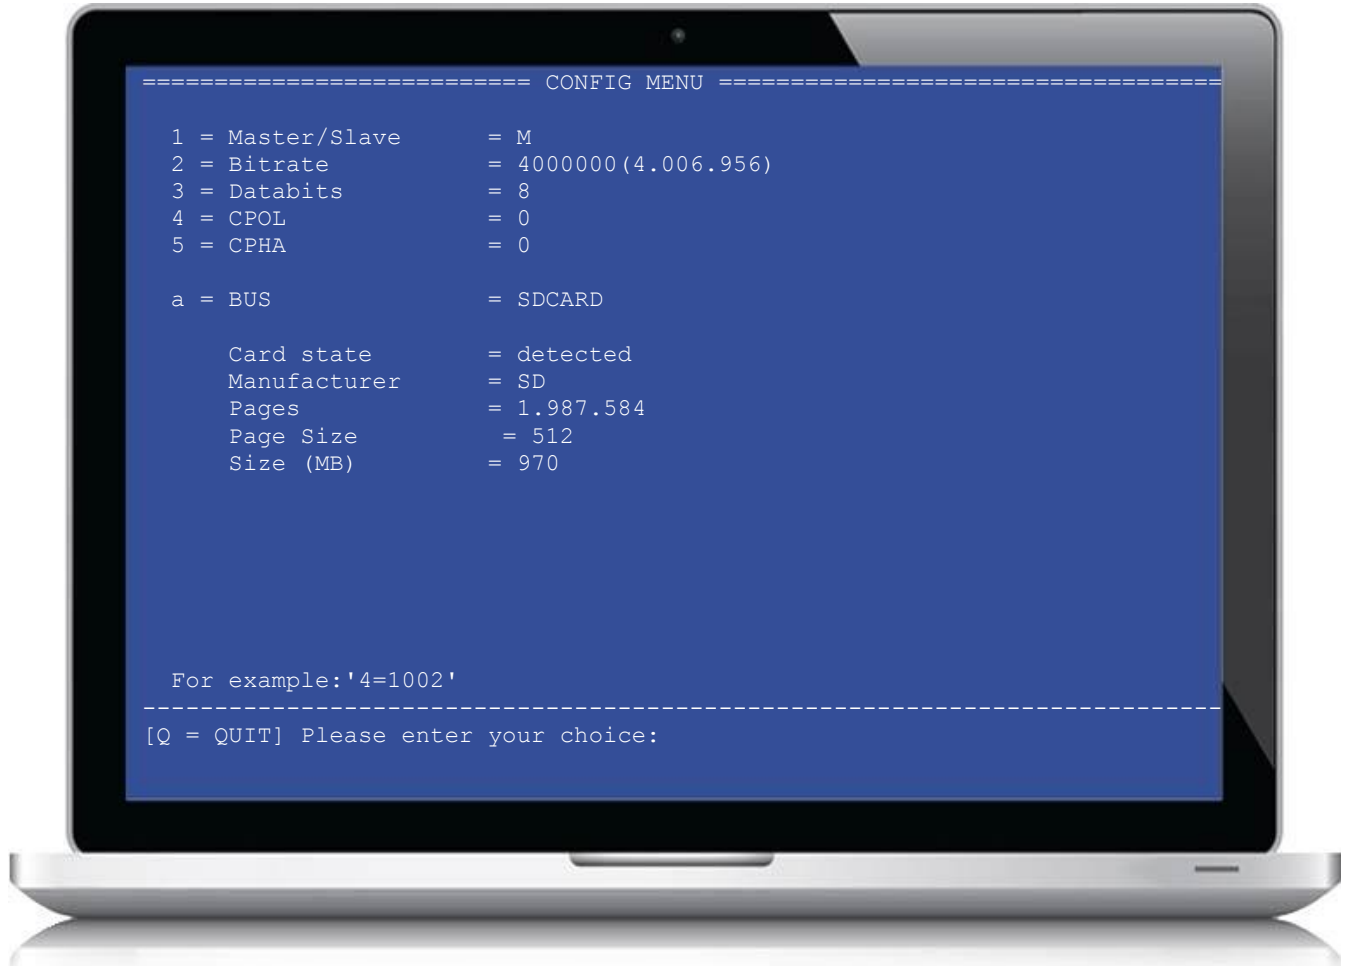 =========================== CONFIG MENU ===================================
1 = Master/Slave = M
2 = Bitrate = 4000000(4.006.956)
3 = Databits = 8
4 = CPOL = 0
5 = CPHA = 0
a = BUS = SDCARD
Card state = detected
Manufacturer = SD
Pages = 1.987.584
Page Size = 512
Size (MB) = 970
For example:'4=1002'
---------------------------------------------------------------------------
[Q = QUIT] Please enter your choice: